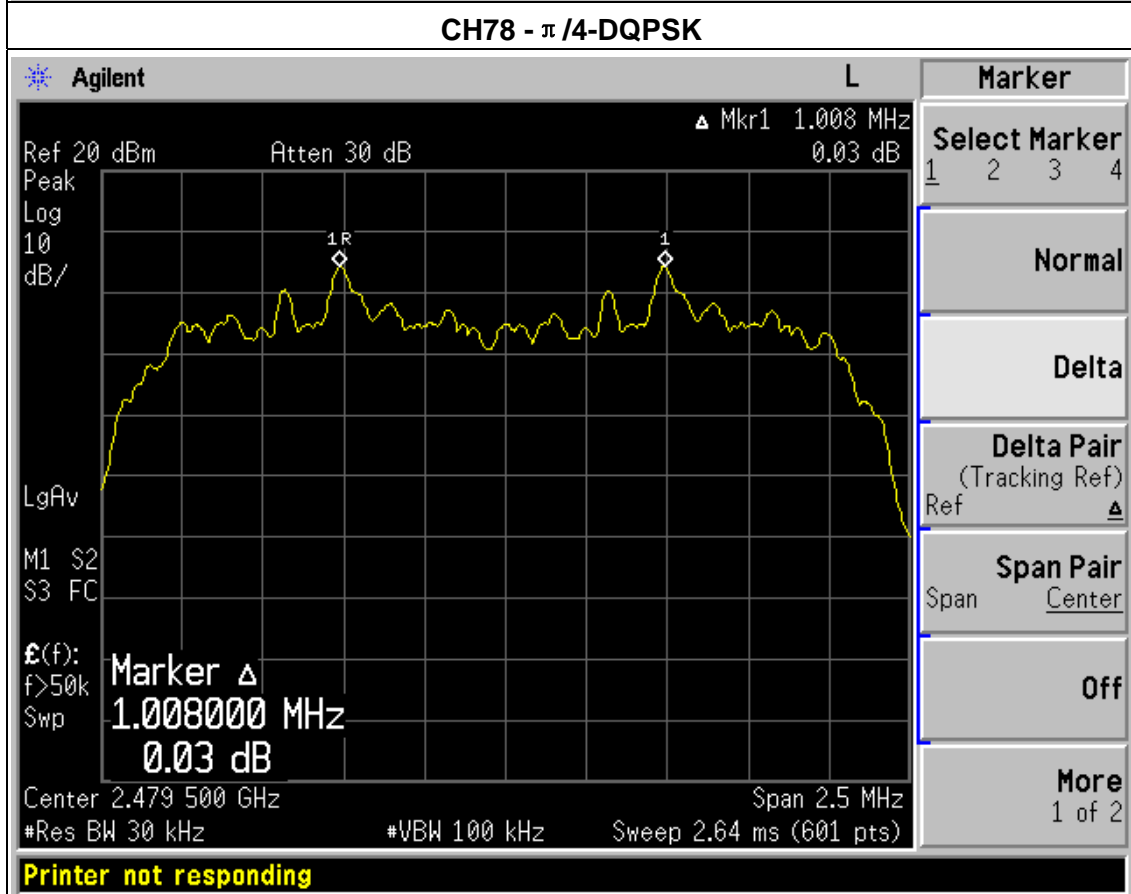 CH78 - π/4-DQPSK
Agilent
L
Marker
Δ Mkr1 1.008 MHz
Ref 20 dBm
Atten 30 dB
0.03 dB
Peak
Log
10
dB/
1R
1
LgAv
M1 S2
S3 FC
£(f):
f>50k
Swp
Marker Δ
1.008000 MHz
0.03 dB
Center 2.479 500 GHz
Span 2.5 MHz
#Res BW 30 kHz
#VBW 100 kHz
Sweep 2.64 ms (601 pts)
Printer not responding
Select Marker
1 2 3 4
Normal
Delta
Delta Pair
(Tracking Ref)
Ref Δ
Span Pair
Span Center
Off
More
1 of 2